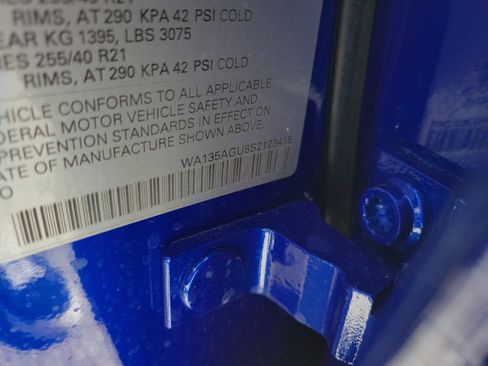 RIMS, AT 290 KPA 42 PSI COLD
EAR KG 1395, LBS 3075
ES 255/40 R21
RIMS, AT 290 KPA 42 PSI COLD
HICLE CONFORMS TO ALL APPLICABLE
DERAL MOTOR VEHICLE SAFETY AND
PREVENTION STANDARDS IN EFFECT ON
ATE OF MANUFACTURE SHOWN ABOVE.
WA135AGU8S2123415